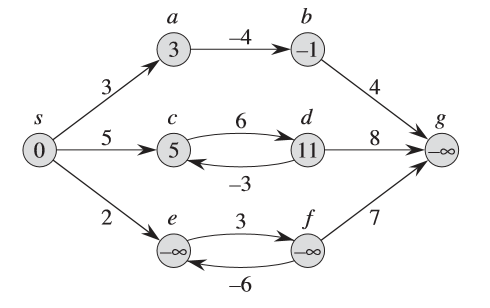 a b
3 –4 –1
3 4
s c 6 d g
0 5 5 11 8 –∞
–3
2 e 3 f 7
–∞ –∞
–6